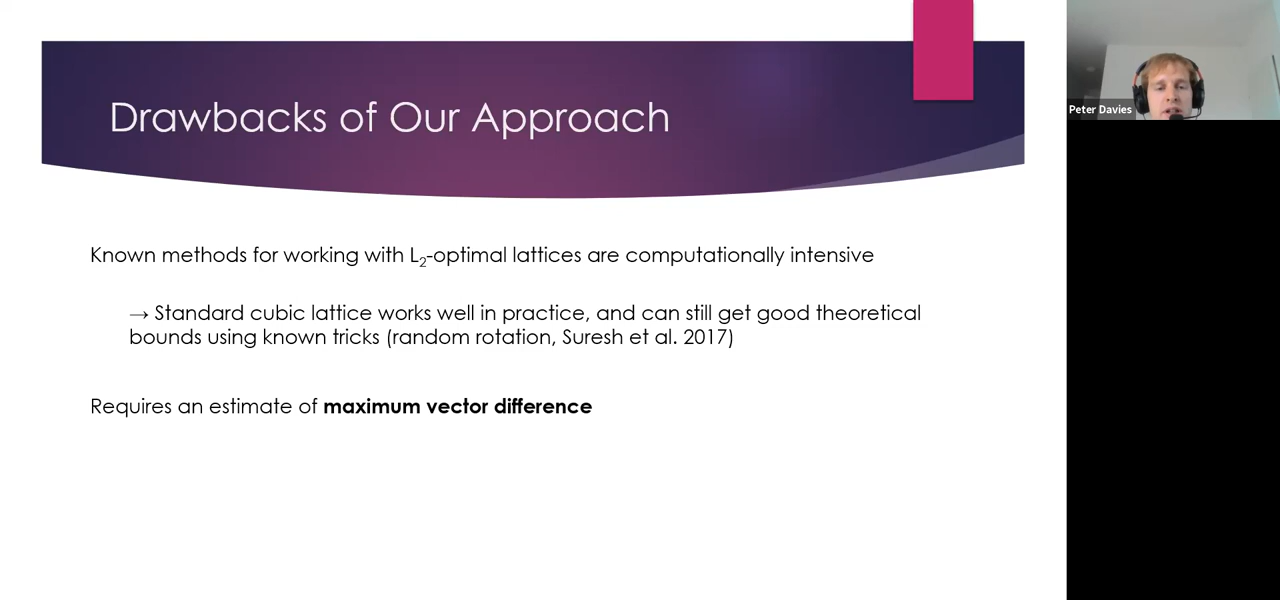 Drawbacks of Our Approach
Peter Davies
Known methods for working with L2-optimal lattices are computationally intensive
→ Standard cubic lattice works well in practice, and can still get good theoretical
bounds using known tricks (random rotation, Suresh et al. 2017)
Requires an estimate of maximum vector difference